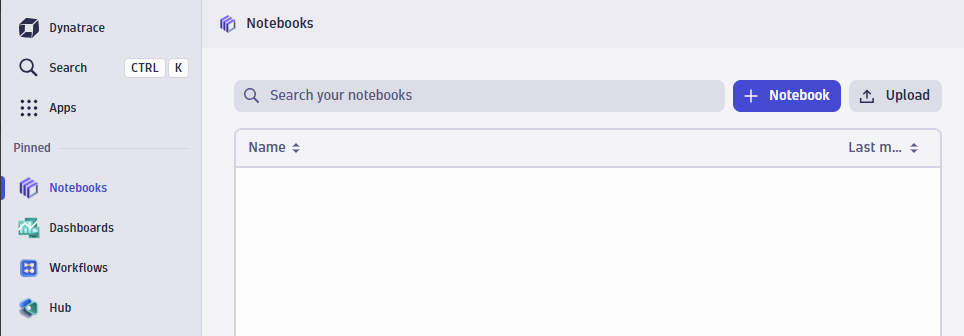 Dynatrace
Search CTRL K
Apps
Pinned
Notebooks
Dashboards
Workflows
Hub
Notebooks
Search your notebooks
Notebook
Upload
Name
Last m...